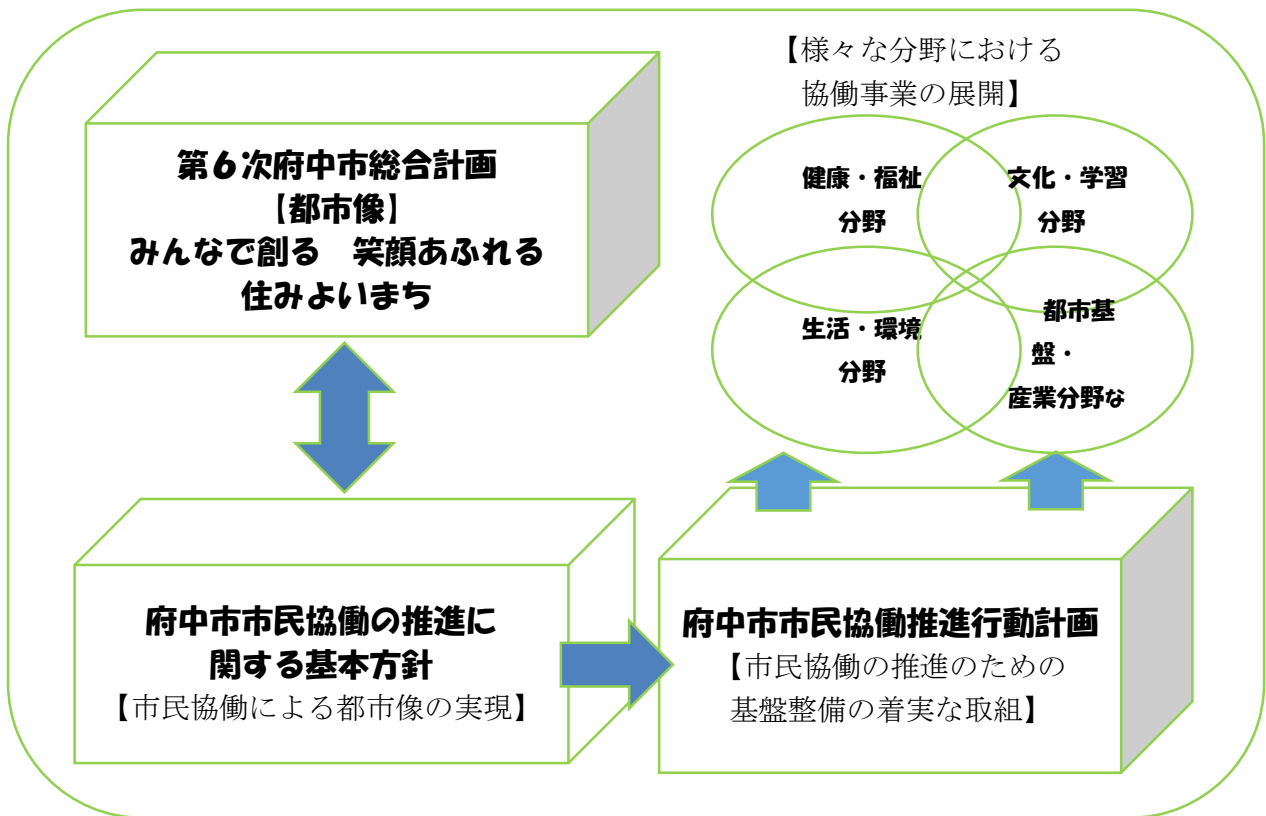 第6次府中市総合計画
【都市像】
みんなで創る　笑顔あふれる
住みよいまち
【様々な分野における
協働事業の展開】
健康・福祉
分野
文化・学習
分野
生活・環境
分野
都市基
盤・
産業分野な
府中市市民協働の推進に
関する基本方針
【市民協働による都市像の実現】
府中市市民協働推進行動計画
【市民協働の推進のための
基盤整備の着実な取組】